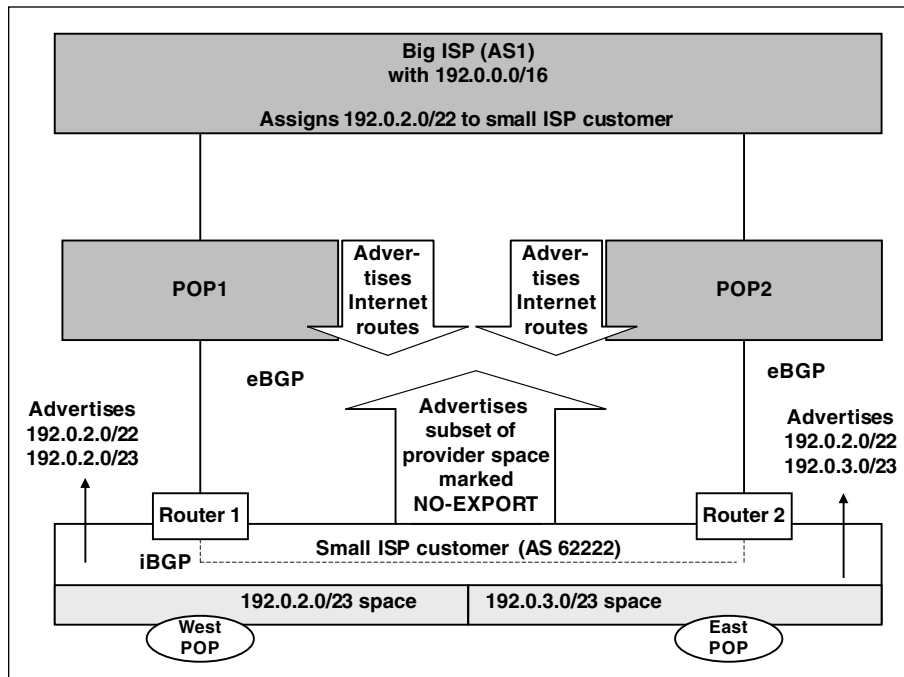 Big ISP (AS1)
with 192.0.0.0/16
Assigns 192.0.2.0/22 to small ISP customer
POP1
Adver-
tises
Internet
routes
Adver-
tises
Internet
routes
POP2
eBGP
eBGP
Advertises
192.0.2.0/22
192.0.2.0/23
Advertises
subset of
provider space
marked
NO-EXPORT
Advertises
192.0.2.0/22
192.0.3.0/23
Router 1
Router 2
Small ISP customer (AS 62222)
iBGP
192.0.2.0/23 space
192.0.3.0/23 space
West
POP
East
POP